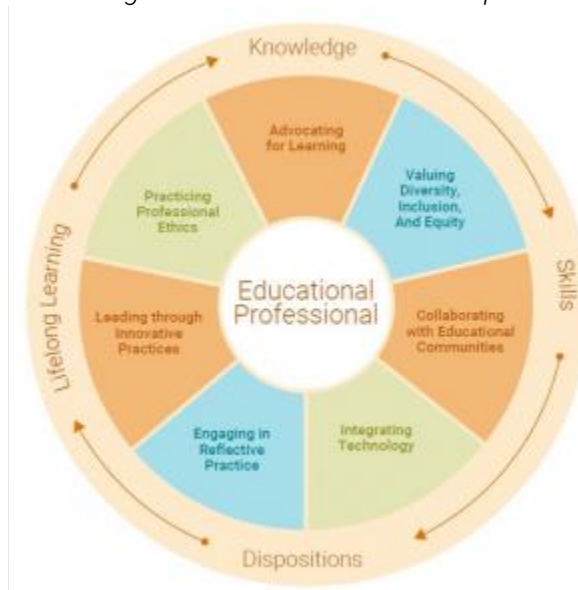 Knowledge
Advocating
for Learning
Valuing
Diversity,
Inclusion,
And Equity
Skills
Collaborating
with Educational
Communities
Integrating
Technology
Dispositions
Engaging in
Reflective
Practice
Leading through
Innovative
Practices
Lifelong Learning
Practicing
Professional
Ethics
Educational
Professional